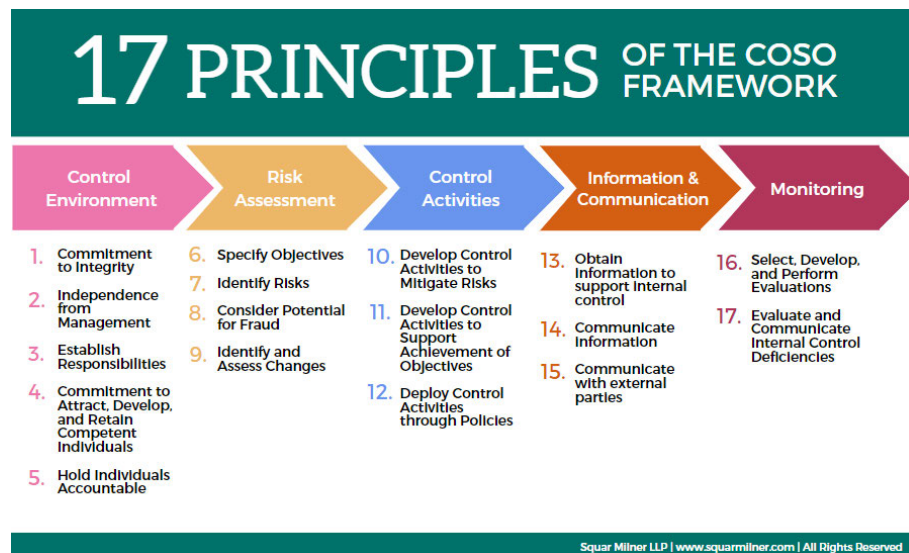 17 PRINCIPLES OF THE COSO
FRAMEWORK
Control
Environment
Risk
Assessment
Control
Activities
Information &
Communication
Monitoring
1. Commitment
to Integrity
2. Independence
from
Management
3. Establish
Responsibilities
4. Commitment to
Attract, Develop,
and Retain
Competent
Individuals
5. Hold Individuals
Accountable
6. Specify Objectives
7. Identify Risks
8. Consider Potential
for Fraud
9. Identify and
Assess Changes
10. Develop Control
Activities to
Mitigate Risks
11. Develop Control
Activities to
Support
Achievement of
Objectives
12. Deploy Control
Activities
through Policies
13. Obtain
Information to
support internal
control
14. Communicate
Information
15. Communicate
with external
parties
16. Select, Develop,
and Perform
Evaluations
17. Evaluate and
Communicate
Internal Control
Deficiencies
Squar Milner LLP | www.squarmilner.com | All Rights Reserved